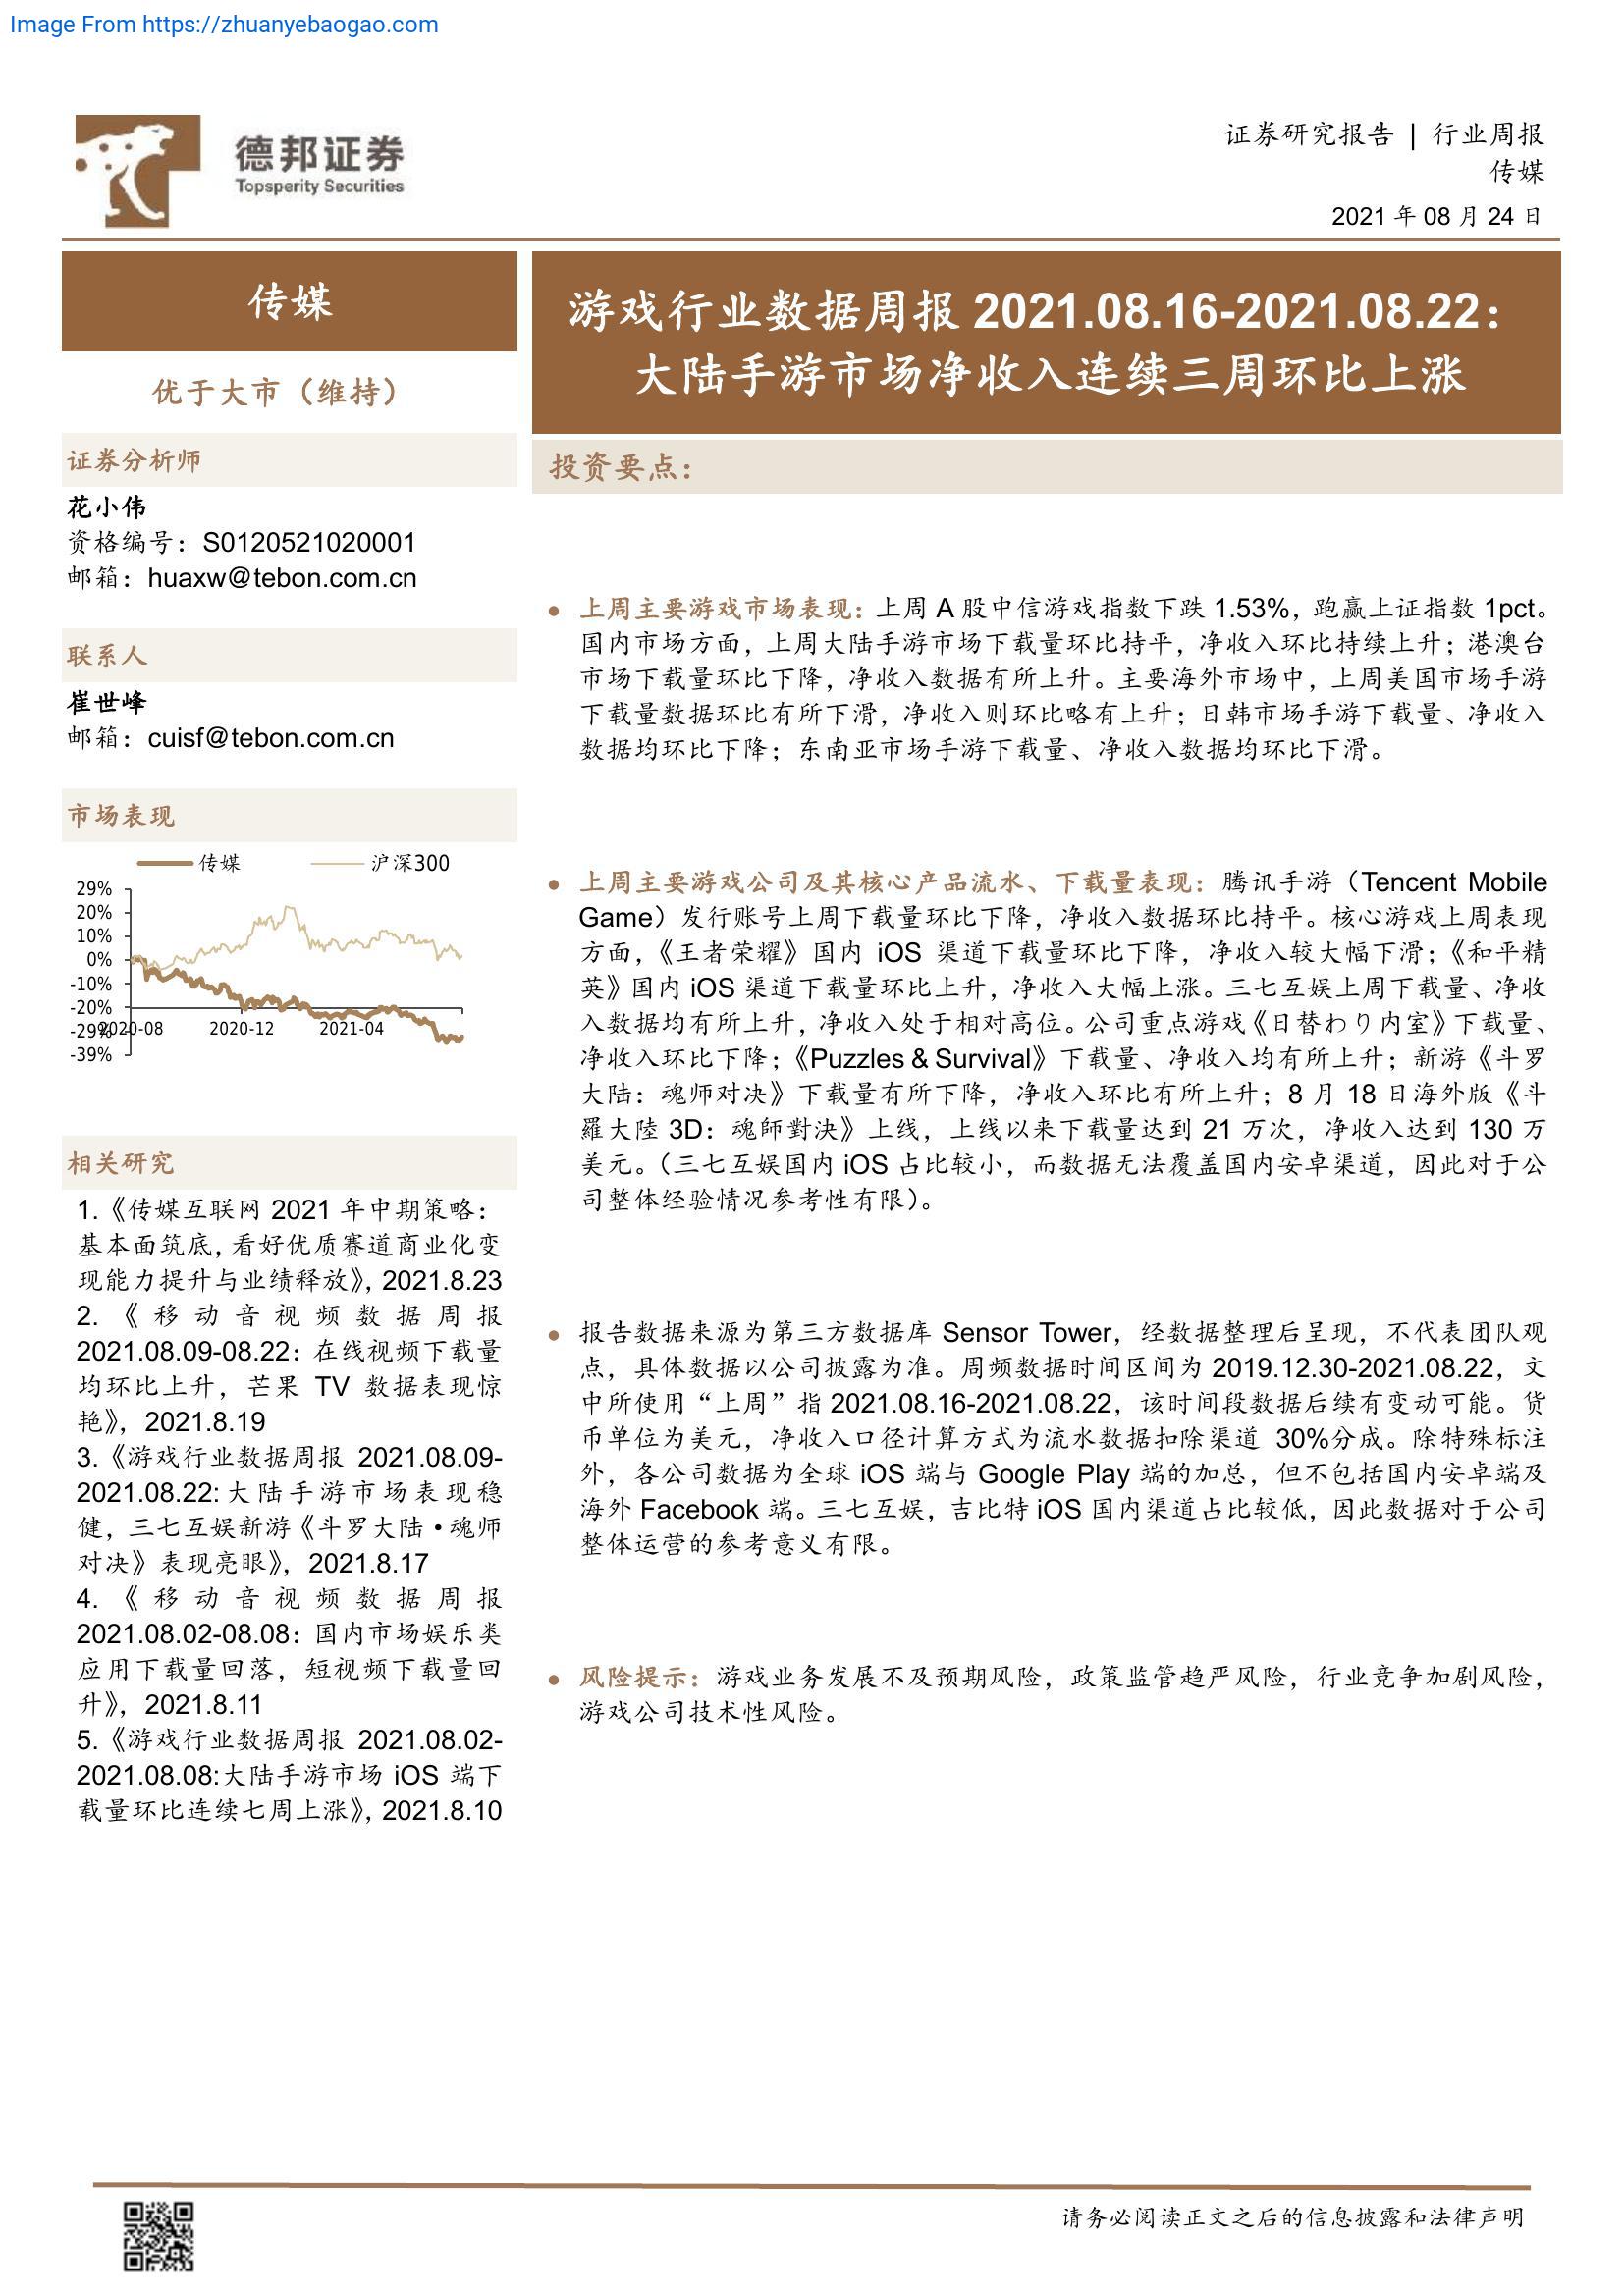 Image From https://zhuanyebaogao.com
德邦证券
Topsperity Securities
证券研究报告 | 行业周报
传媒
2021 年 08 月 24 日
传媒
优于大市（维持）
证券分析师
花小伟
资格编号：S0120521020001
邮箱：huaxw@tebon.com.cn
联系人
崔世峰
邮箱：cuisf@tebon.com.cn
市场表现
传媒 沪深300
29%
20%
10%
0%
-10%
-20%
-29%
-39%
2020-08 2020-12 2021-04
相关研究
1.《传媒互联网 2021 年中期策略：
基本面筑底，看好优质赛道商业化变
现能力提升与业绩释放》，2021.8.23
2.《移动音视频数据周报
2021.08.09-08.22：在线视频下载量
均环比上升，芒果 TV 数据表现惊
艳》，2021.8.19
3.《游戏行业数据周报 2021.08.09-
2021.08.22:大陆手游市场表现稳
健，三七互娱新游《斗罗大陆•魂师
对决》表现亮眼》，2021.8.17
4.《移动音视频数据周报
2021.08.02-08.08：国内市场娱乐类
应用下载量回落，短视频下载量回
升》，2021.8.11
5.《游戏行业数据周报 2021.08.02-
2021.08.08:大陆手游市场 iOS 端下
载量环比连续七周上涨》，2021.8.10
游戏行业数据周报 2021.08.16-2021.08.22：
大陆手游市场净收入连续三周环比上涨
投资要点：
● 上周主要游戏市场表现：上周 A 股中信游戏指数下跌 1.53%，跑赢上证指数 1pct。
国内市场方面，上周大陆手游市场下载量环比持平，净收入环比持续上升；港澳台
市场下载量环比下降，净收入数据有所上升。主要海外市场中，上周美国市场手游
下载量数据环比有所下滑，净收入则环比略有上升；日韩市场手游下载量、净收入
数据均环比下降；东南亚市场手游下载量、净收入数据均环比下滑。
● 上周主要游戏公司及其核心产品流水、下载量表现：腾讯手游（Tencent Mobile
Game）发行账号上周下载量环比下降，净收入数据环比持平。核心游戏上周表现
方面，《王者荣耀》国内 iOS 渠道下载量环比下降，净收入较大幅下滑；《和平精
英》国内 iOS 渠道下载量环比上升，净收入大幅上涨。三七互娱上周下载量、净收
入数据均有所上升，净收入处于相对高位。公司重点游戏《日替わり内室》下载量、
净收入环比下降；《Puzzles & Survival》下载量、净收入均有所上升；新游《斗罗
大陆：魂师对决》下载量有所下降，净收入环比有所上升；8 月 18 日海外版《斗
羅大陸 3D：魂師對決》上线，上线以来下载量达到 21 万次，净收入达到 130 万
美元。（三七互娱国内 iOS 占比较小，而数据无法覆盖国内安卓渠道，因此对于公
司整体经验情况参考性有限）。
● 报告数据来源为第三方数据库 Sensor Tower，经数据整理后呈现，不代表团队观
点，具体数据以公司披露为准。周频数据时间区间为 2019.12.30-2021.08.22，文
中所使用“上周”指 2021.08.16-2021.08.22，该时间段数据后续有变动可能。货
币单位为美元，净收入口径计算方式为流水数据扣除渠道 30%分成。除特殊标注
外，各公司数据为全球 iOS 端与 Google Play 端的加总，但不包括国内安卓端及
海外 Facebook 端。三七互娱，吉比特 iOS 国内渠道占比较低，因此数据对于公司
整体运营的参考意义有限。
● 风险提示：游戏业务发展不及预期风险，政策监管趋严风险，行业竞争加剧风险，
游戏公司技术性风险。
请务必阅读正文之后的信息披露和法律声明